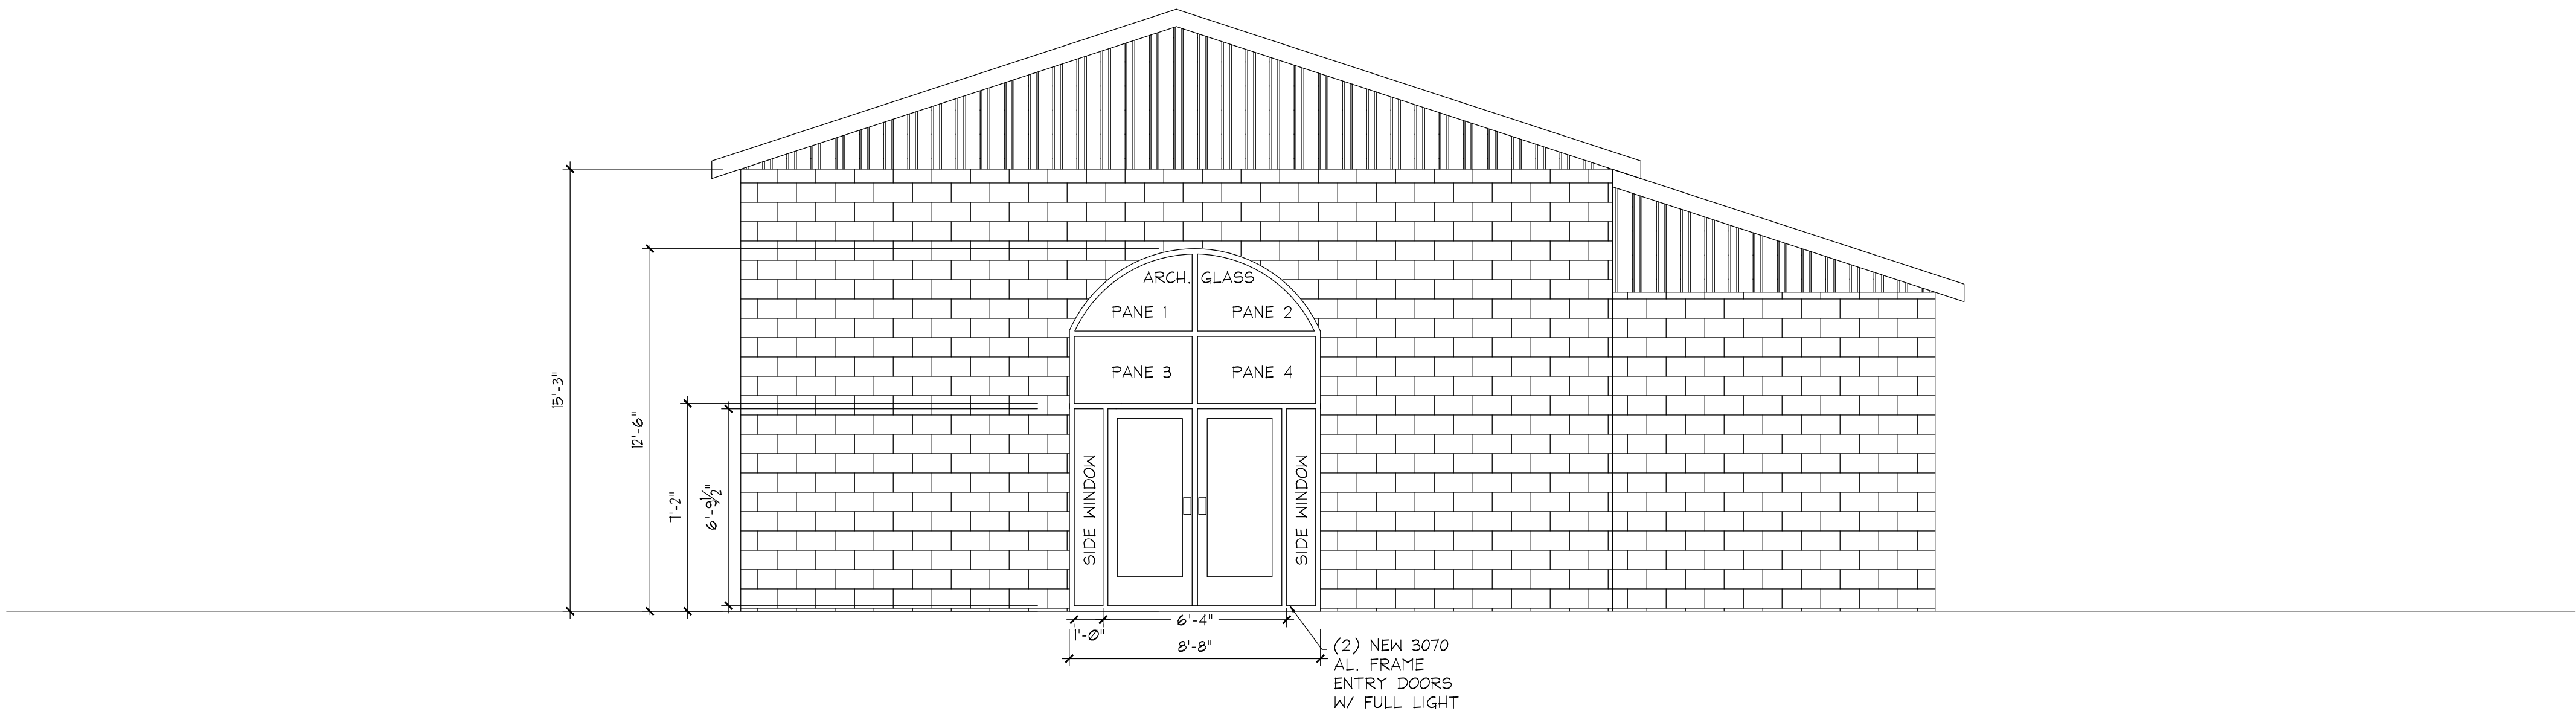 ARCH. GLASS
PANE 1 PANE 2
PANE 3 PANE 4
SIDE WINDOW
SIDE WINDOW
15'-3"
12'-6"
7'-2"
6'-9½"
1'-0"
6'-4"
8'-8"
(2) NEW 3070
AL. FRAME
ENTRY DOORS
W/ FULL LIGHT